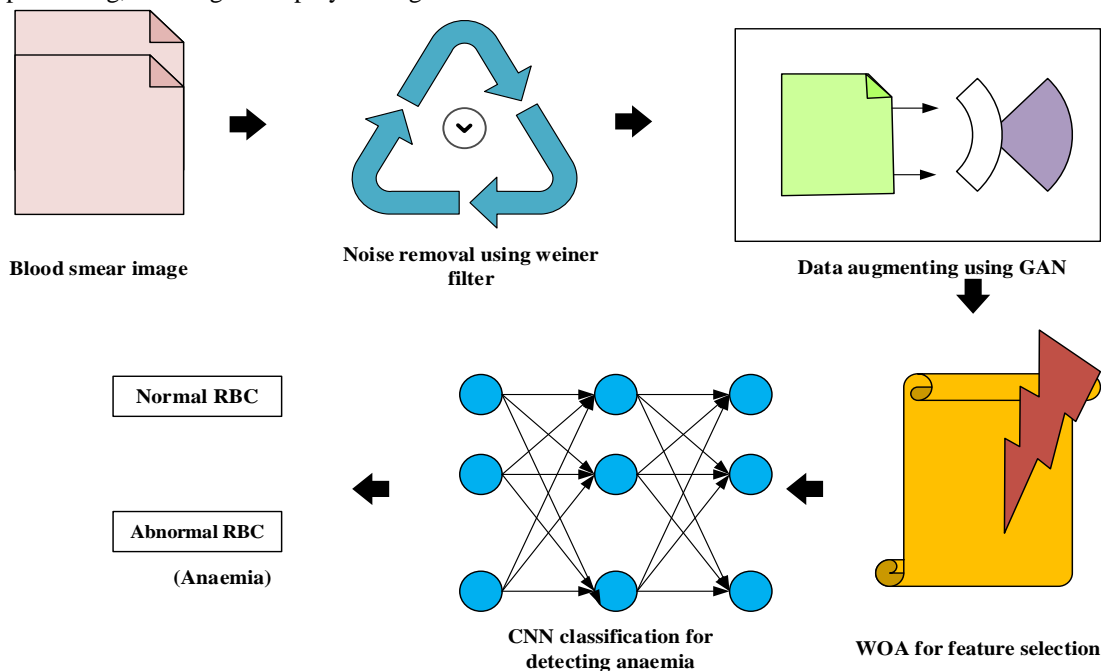 Blood smear image
Noise removal using weiner
filter
Data augmenting using GAN
Normal RBC
Abnormal RBC
(Anaemia)
CNN classification for
detecting anaemia
WOA for feature selection